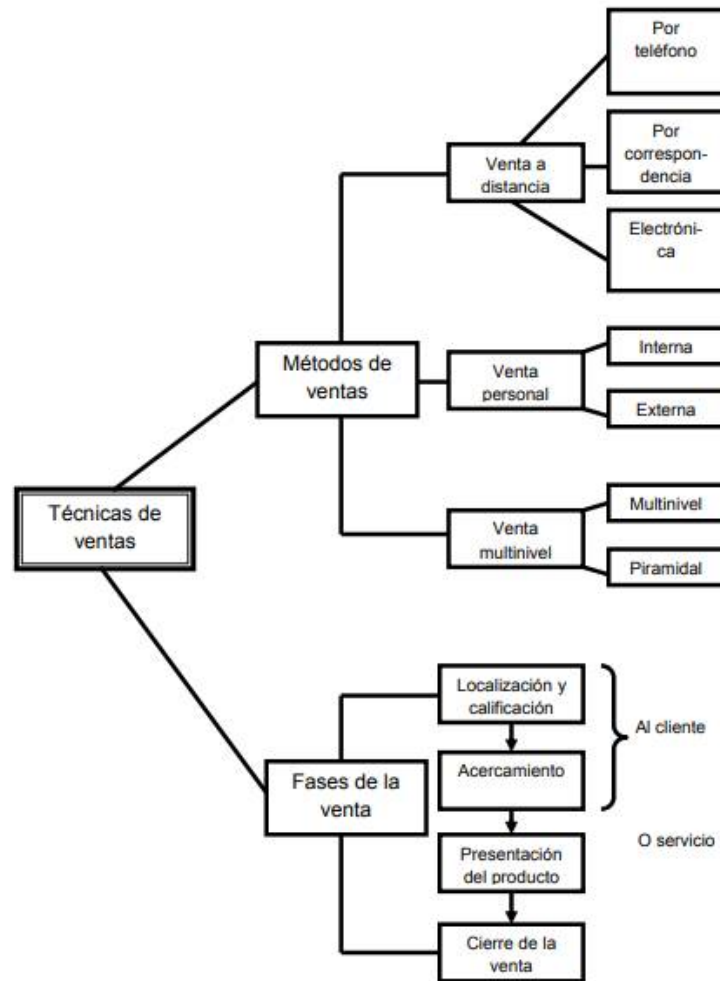 Por
teléfono
Por
correspon-
dencia
Electróni-
ca
Venta a
distancia
Métodos de
ventas
Venta
personal
Interna
Externa
Técnicas de
ventas
Venta
multinivel
Multinivel
Piramidal
Fases de la
venta
Localización y
calificación
Acercamiento
Al cliente
Presentación
del producto
O servicio
Cierre de la
venta